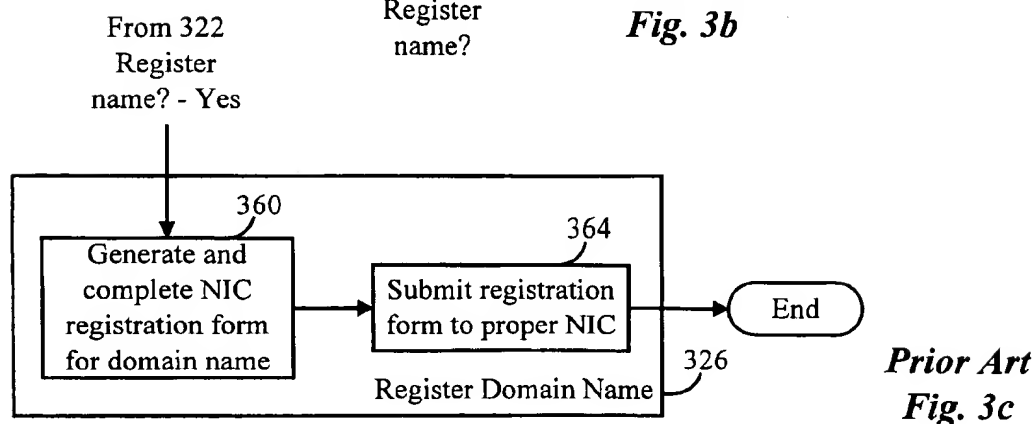 Register
name?
Fig. 3b
From 322
Register
name? - Yes
360
Generate and
complete NIC
registration form
for domain name
364
Submit registration
form to proper NIC
End
Register Domain Name
326
Prior Art
Fig. 3c